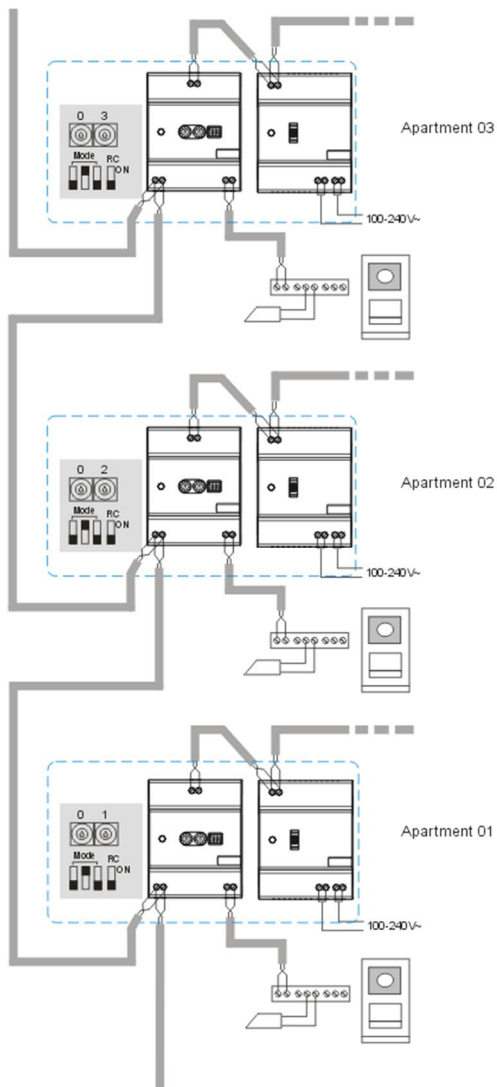 0 3
Mode RC
ON
Apartment 03
100-240V~
0 2
Mode RC
ON
Apartment 02
100-240V~
0 1
Mode RC
ON
Apartment 01
100-240V~